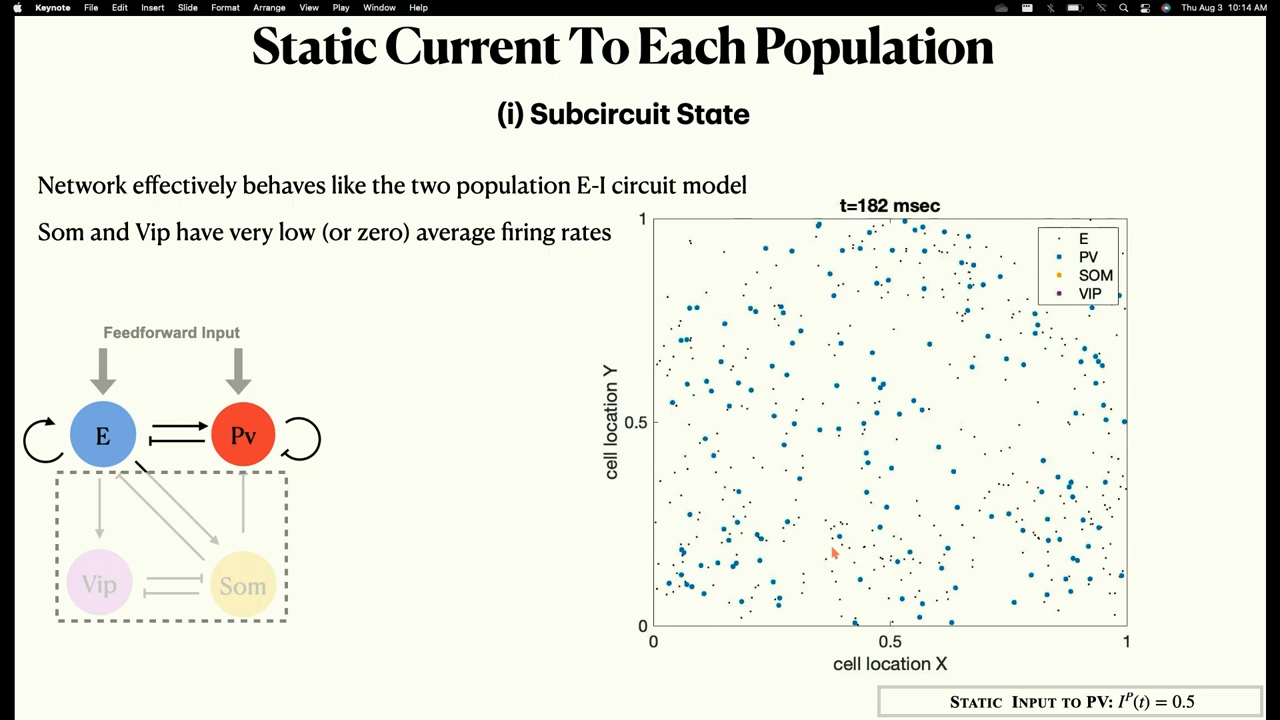 Keynote File Edit Insert Slide Format Arrange View Play Window Help Thu Aug 3 10:14 AM
Static Current To Each Population
(i) Subcircuit State
Network effectively behaves like the two population E-I circuit model
Som and Vip have very low (or zero) average firing rates
Feedforward Input
E
Pv
Vip
Som
t=182 msec
E
PV
SOM
VIP
cell location Y
1
0.5
0
0 0.5 1
cell location X
Static Input to PV: I^P(t) = 0.5